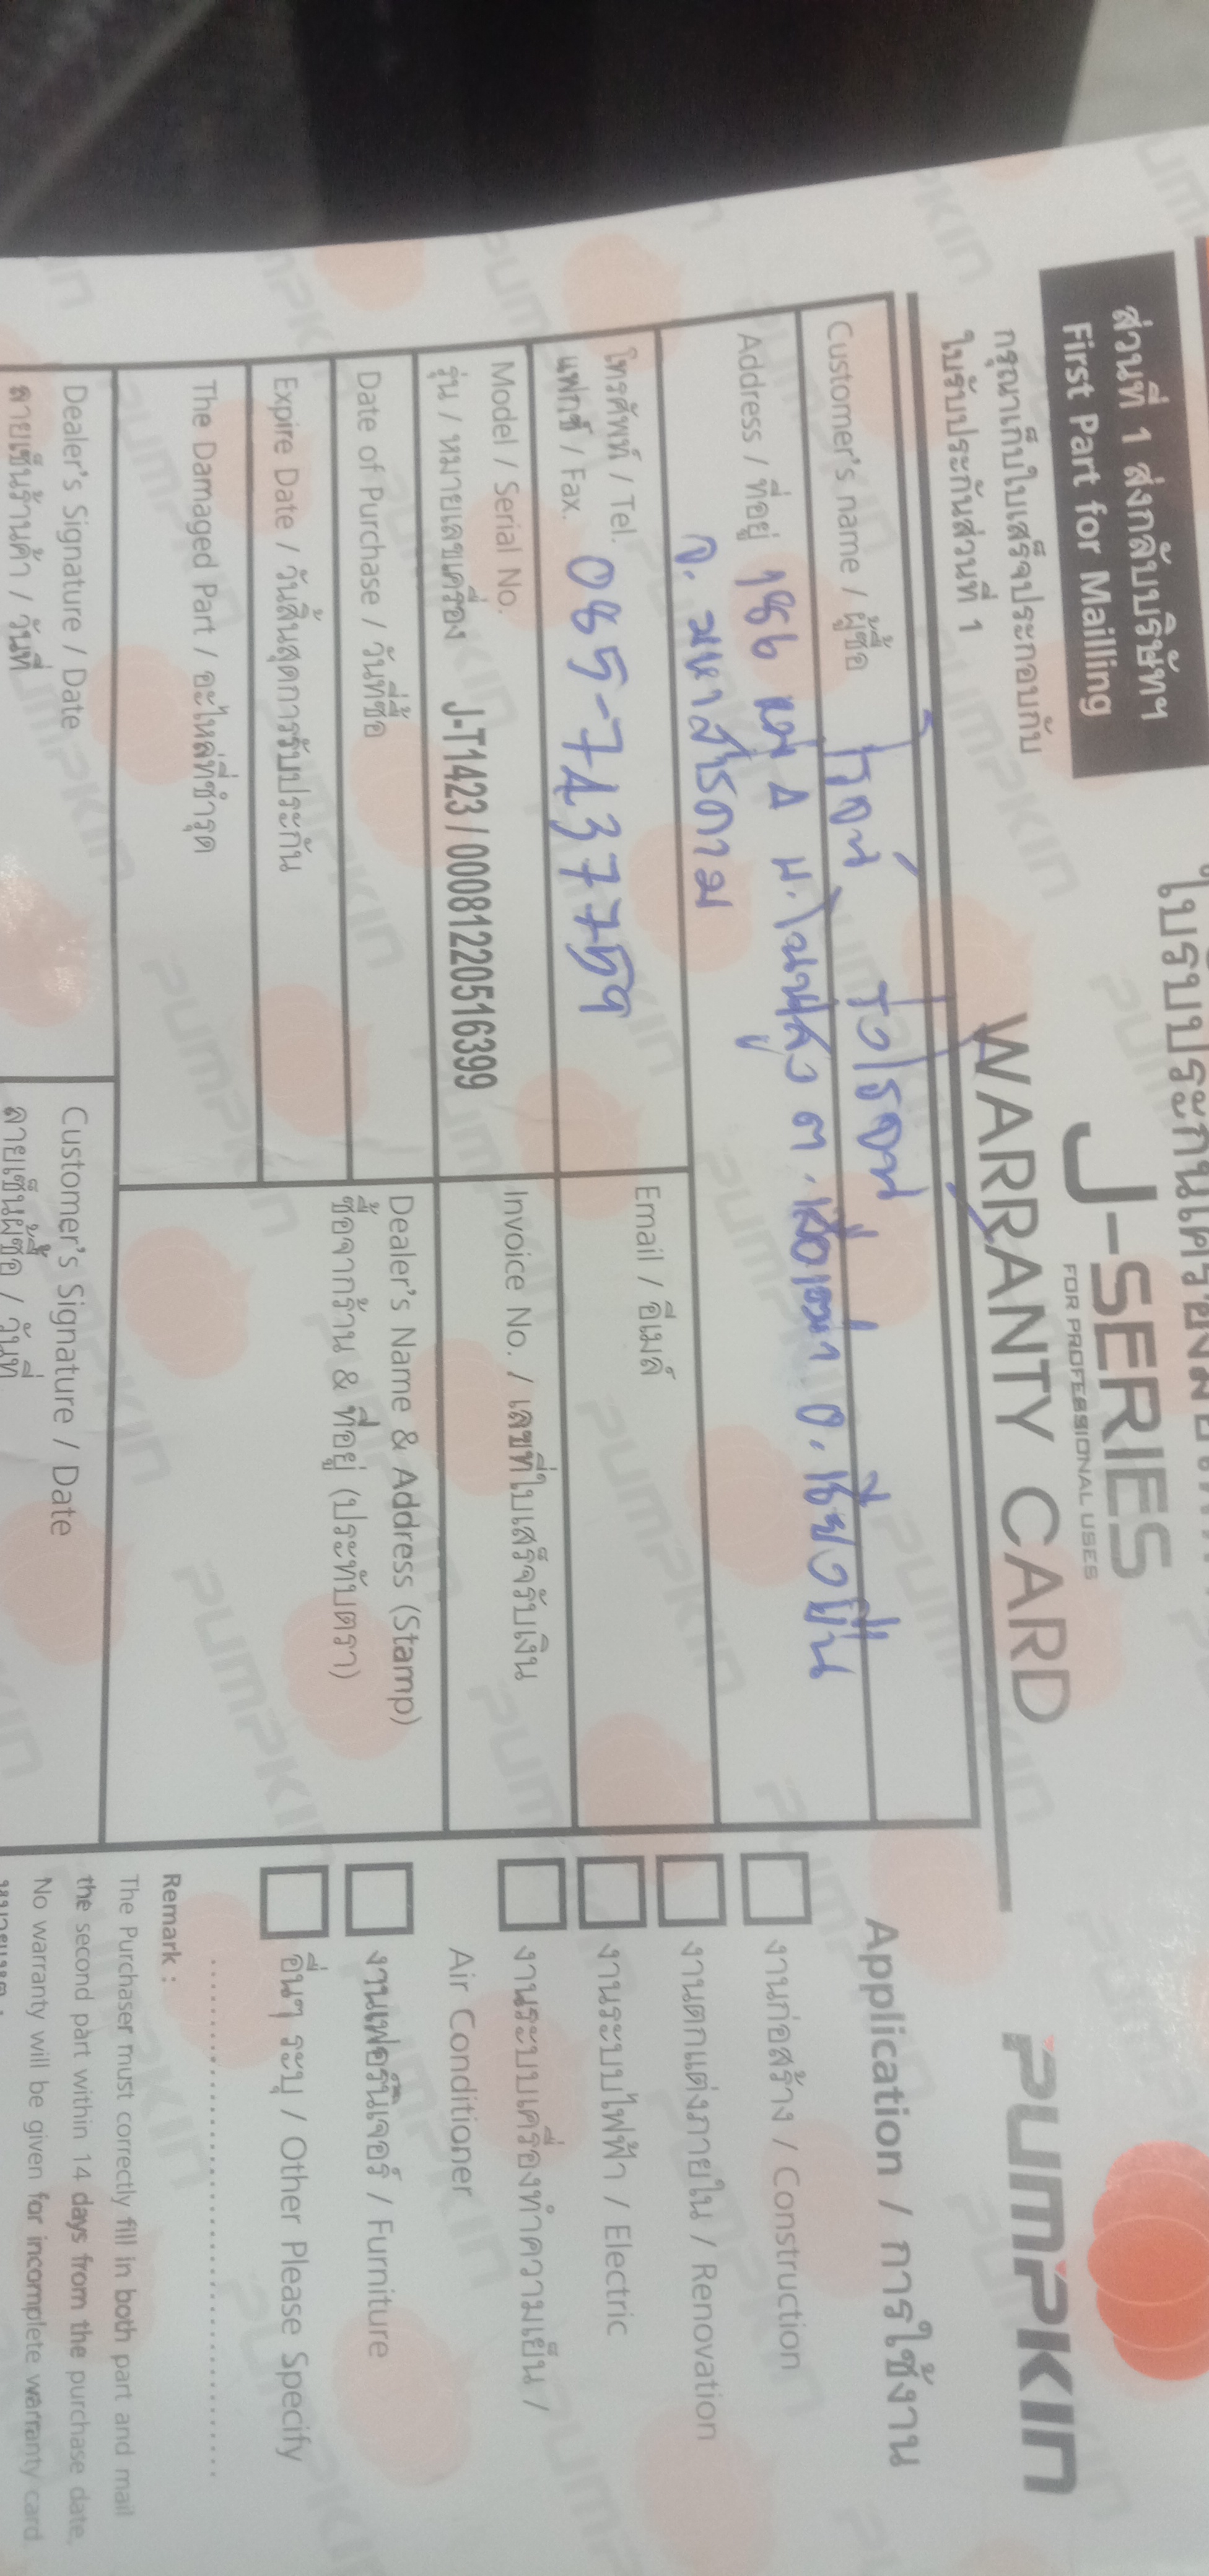 ใบรับประกันเครื่องมือ
ส่วนที่ 1 ส่งกลับบริษัทฯ
First Part for Mailling
J-SERIES
FOR PROFESSIONAL USES
PUMPKIN
กรุณาเก็บใบเสร็จประกอบกับ
ใบรับประกันส่วนที่ 1
WARRANTY CARD
Customer's name / ผู้ซื้อ
Address / ที่อยู่ 186 หมู่ 4 ต. อ.
จ. มหาสารคาม
โทรศัพท์ / Tel.
แฟกซ์ / Fax. 085-7437759
Email / อีเมล์
Model / Serial No.
รุ่น / หมายเลขเครื่อง J-T1423 / 00081220516399
Invoice No. / เลขที่ใบเสร็จรับเงิน
Date of Purchase / วันที่ซื้อ
Expire Date / วันสิ้นสุดการรับประกัน
The Damaged Part / อะไหล่ที่ชำรุด
Dealer's Name & Address (Stamp)
ซื้อจากร้าน & ที่อยู่ (ประทับตรา)
Dealer's Signature / Date
ลายเซ็นร้านค้า / วันที่
Customer's Signature / Date
ลายเซ็นผู้ซื้อ / วันที่
Application / การใช้งาน
งานก่อสร้าง / Construction
งานตกแต่งภายใน / Renovation
งานระบบไฟฟ้า / Electric
งานระบบเครื่องทำความเย็น /
Air Conditioner
งานเฟอร์นิเจอร์ / Furniture
อื่นๆ ระบุ / Other Please Specify
Remark :
The Purchaser must correctly fill in both part and mail
the second part within 14 days from the purchase date.
No warranty will be given for incomplete warranty card.